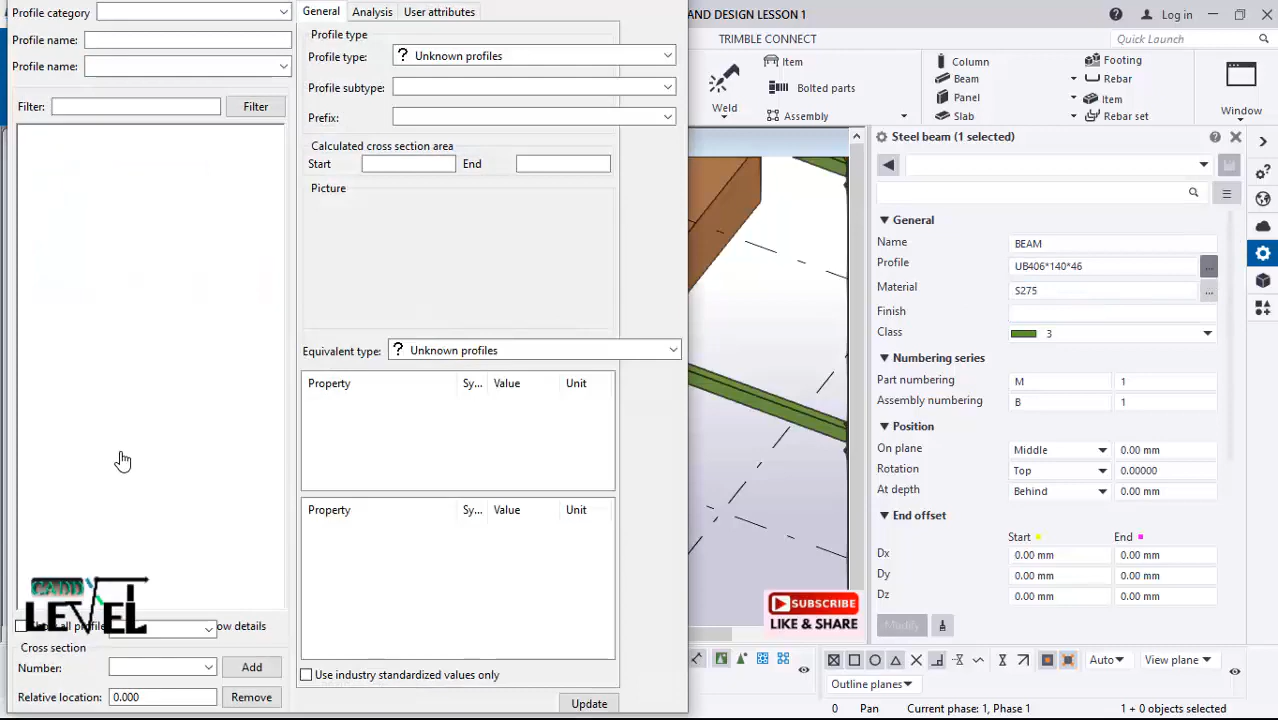 Profile category
Profile name:
Profile name:
Filter:
Filter
Cross section
Number:
Add
Relative location: 0.000
Remove
General
Analysis
User attributes
Profile type
Profile type: ? Unknown profiles
Profile subtype:
Prefix:
Calculated cross section area
Start
End
Picture
Equivalent type: ? Unknown profiles
Property Sy... Value Unit
Property Sy... Value Unit
Use industry standardized values only
Update
CADD
LEVEL
ow details
AND DESIGN LESSON 1
Log in
TRIMBLE CONNECT
Quick Launch
Weld
Item
Bolted parts
Assembly
Column
Beam
Panel
Slab
Footing
Rebar
Item
Rebar set
Window
Steel beam (1 selected)
General
Name BEAM
Profile UB406*140*46
Material S275
Finish
Class 3
Numbering series
Part numbering M 1
Assembly numbering B 1
Position
On plane Middle 0.00 mm
Rotation Top 0.00000
At depth Behind 0.00 mm
End offset
Start End
Dx 0.00 mm 0.00 mm
Dy 0.00 mm 0.00 mm
Dz 0.00 mm 0.00 mm
Modify
SUBSCRIBE
LIKE & SHARE
Auto
View plane
Outline planes
0 Pan Current phase: 1, Phase 1 1 + 0 objects selected